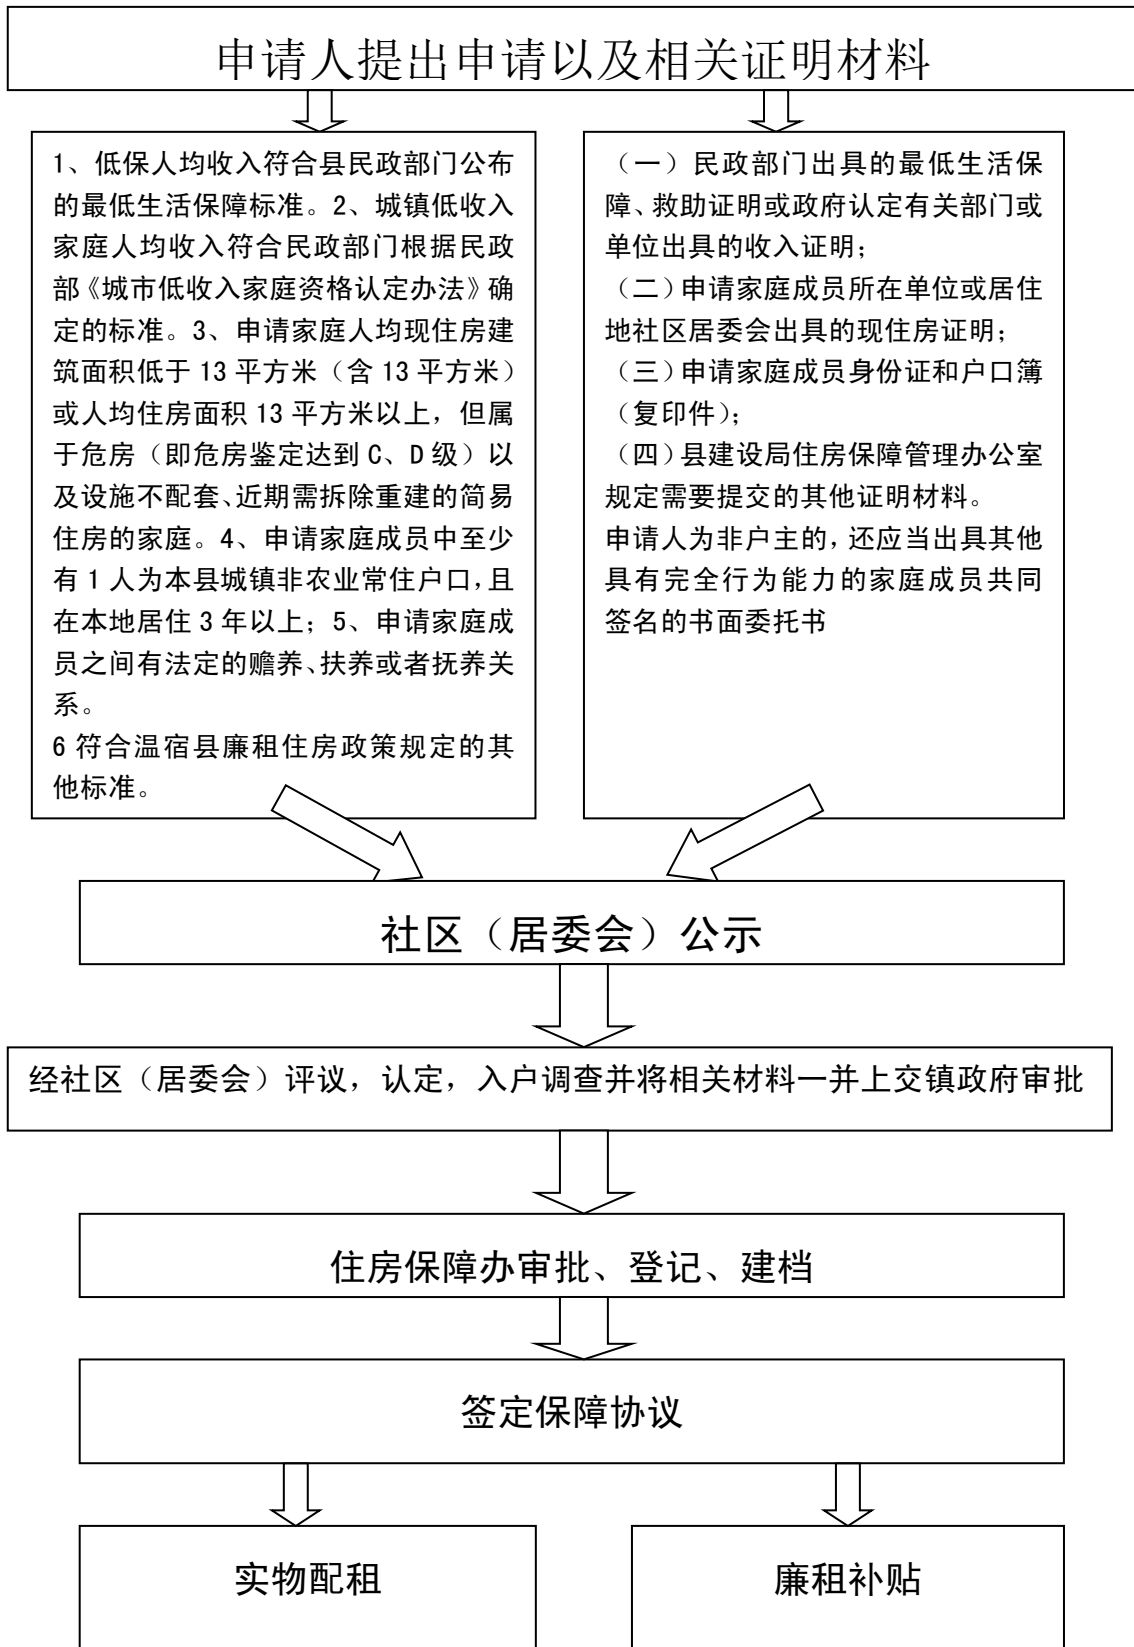 申请人提出申请以及相关证明材料
1、低保人均收入符合县民政部门公布
的最低生活保障标准。2、城镇低收入
家庭人均收入符合民政部门根据民政
部《城市低收入家庭资格认定办法》确
定的标准。3、申请家庭人均现住房建
筑面积低于 13 平方米（含 13 平方米）
或人均住房面积 13 平方米以上，但属
于危房（即危房鉴定达到 C、D 级）以
及设施不配套、近期需拆除重建的简易
住房的家庭。4、申请家庭成员中至少
有 1 人为本县城镇非农业常住户口，且
在本地居住 3 年以上；5、申请家庭成
员之间有法定的赡养、扶养或者抚养关
系。
6 符合温宿县廉租住房政策规定的其
他标准。
（一）民政部门出具的最低生活保
障、救助证明或政府认定有关部门或
单位出具的收入证明；
（二）申请家庭成员所在单位或居住
地社区居委会出具的现住房证明；
（三）申请家庭成员身份证和户口簿
（复印件）；
（四）县建设局住房保障管理办公室
规定需要提交的其他证明材料。
申请人为非户主的，还应当出具其他
具有完全行为能力的家庭成员共同
签名的书面委托书
社区（居委会）公示
经社区（居委会）评议，认定，入户调查并将相关材料一并上交镇政府审批
住房保障办审批、登记、建档
签定保障协议
实物配租
廉租补贴